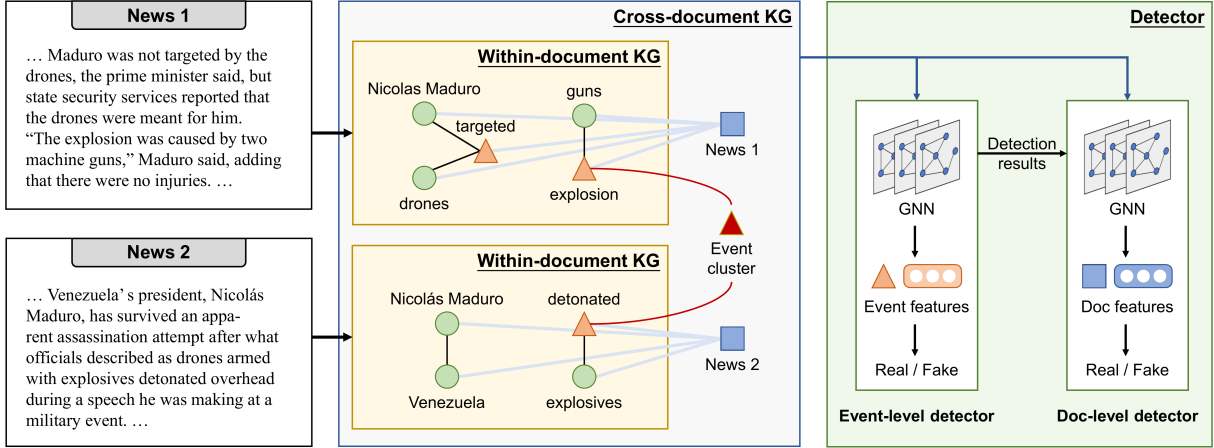 News 1
… Maduro was not targeted by the
drones, the prime minister said, but
state security services reported that
the drones were meant for him.
“The explosion was caused by two
machine guns,” Maduro said, adding
that there were no injuries. …
News 2
… Venezuela’s president, Nicolás
Maduro, has survived an appa-
rent assassination attempt after what
officials described as drones armed
with explosives detonated overhead
during a speech he was making at a
military event. …
Cross-document KG
Within-document KG
Nicolas Maduro
guns
targeted
drones
explosion
News 1
Event
cluster
Within-document KG
Nicolás Maduro
detonated
Venezuela
explosives
News 2
Detector
GNN
Event features
Real / Fake
Event-level detector
Detection
results
GNN
Doc features
Real / Fake
Doc-level detector